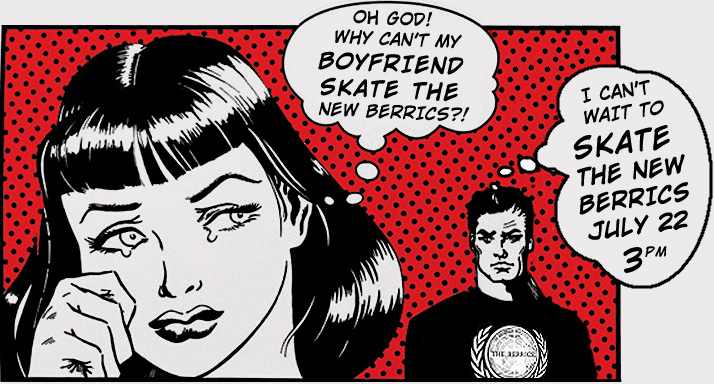 OH GOD!
WHY CAN'T MY
BOYFRIEND
SKATE THE
NEW BERRICS?!
I CAN'T
WAIT TO
SKATE
THE NEW
BERRICS
JULY 22
3PM
THE BERRICS